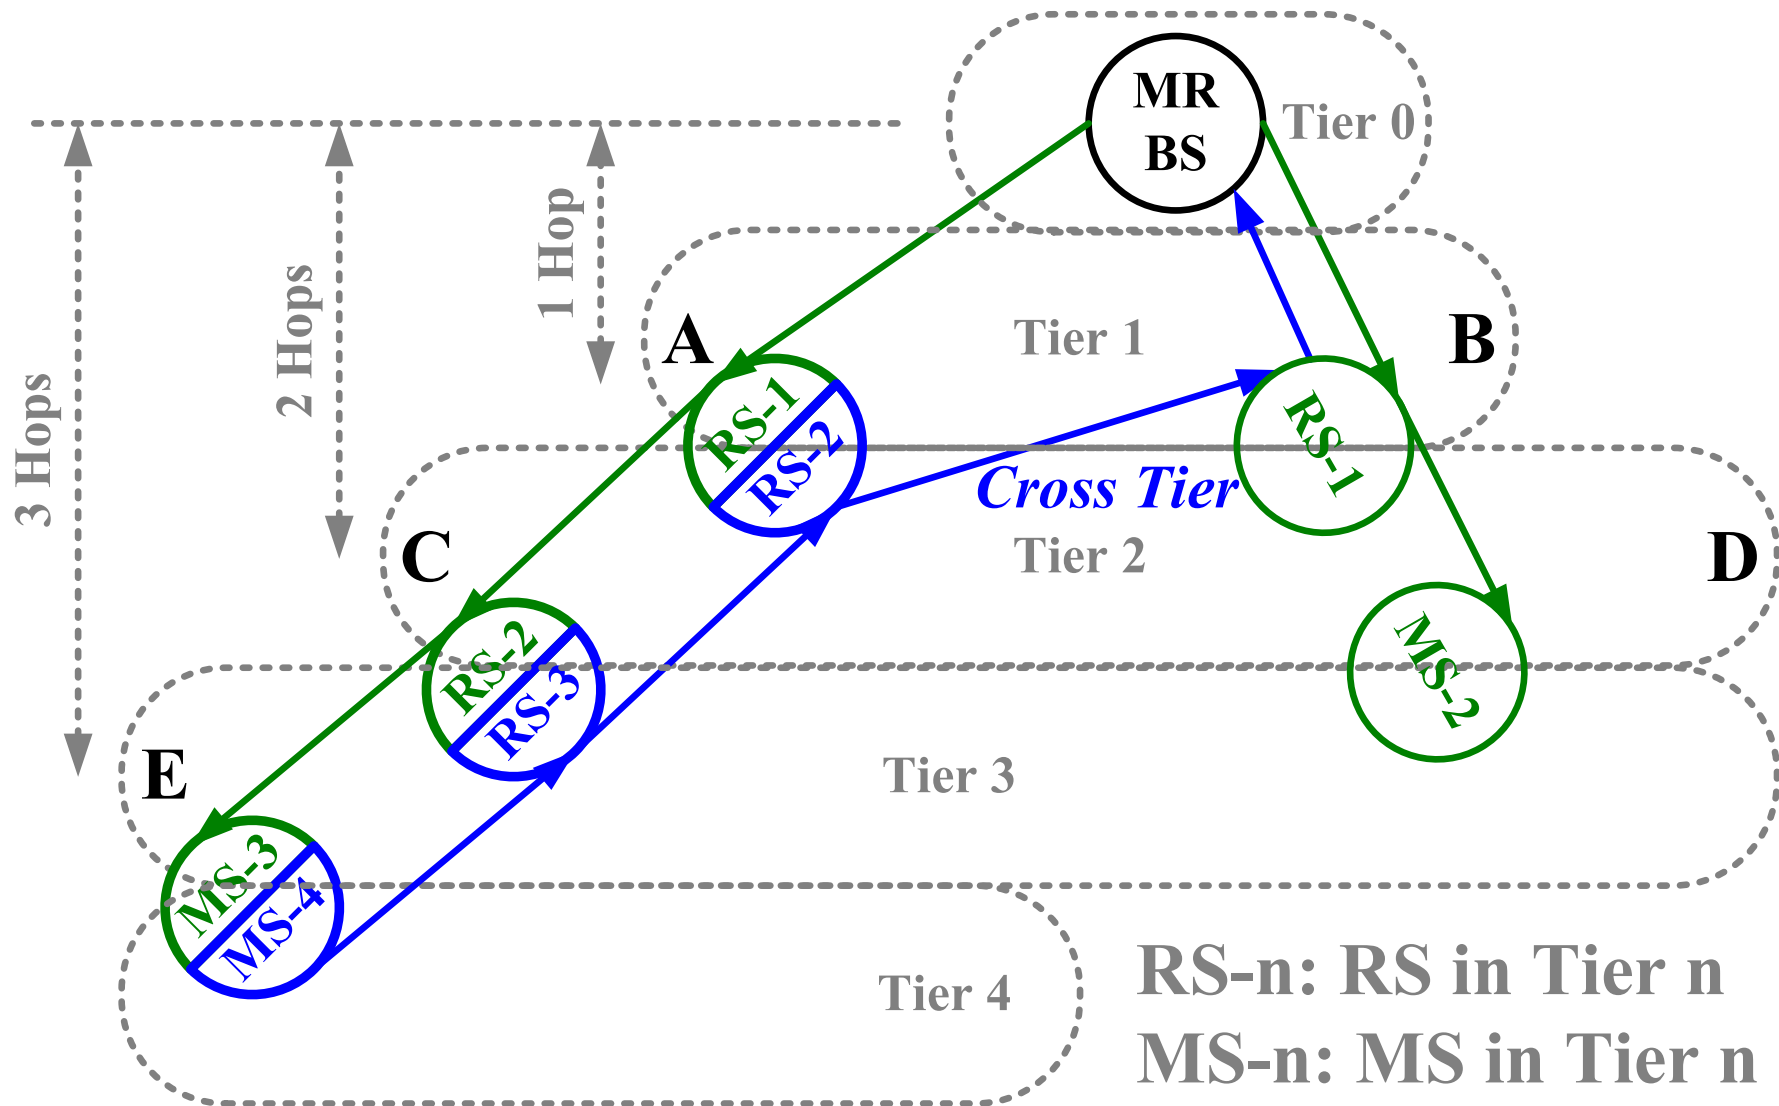 MR
BS
Tier 0
1 Hop
2 Hops
3 Hops
A
Tier 1
B
RS-1
RS-2
RS-1
Cross Tier
C
Tier 2
D
RS-2
RS-3
MS-2
E
Tier 3
MS-3
MS-4
Tier 4
RS-n: RS in Tier n
MS-n: MS in Tier n